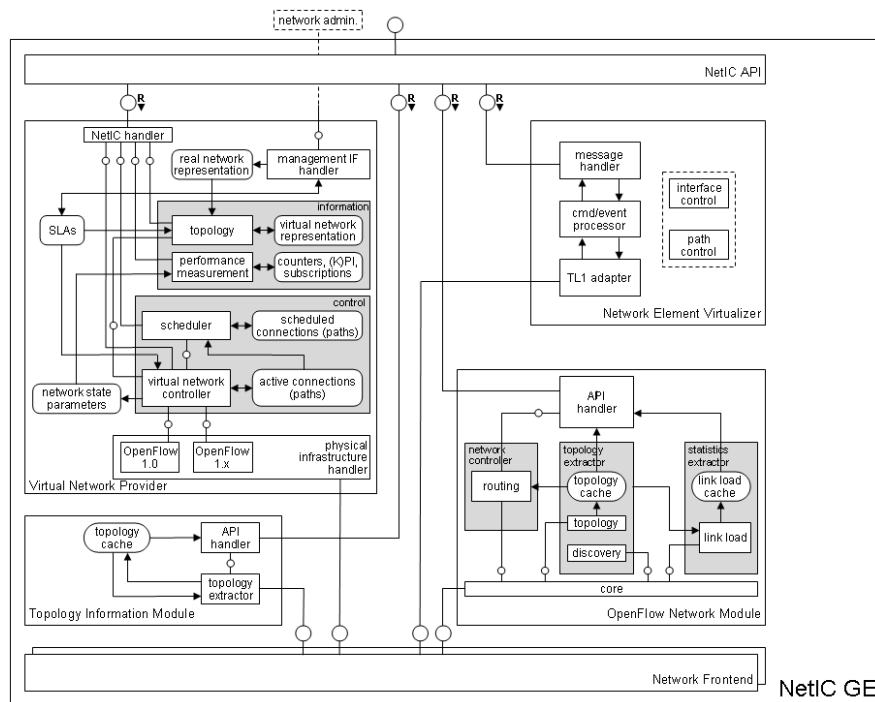 network admin.
NetIC API
R
R
R
R
NetIC handler
real network
representation
management IF
handler
information
SLAs
topology
virtual network
representation
performance
measurement
counters, (K)PI,
subscriptions
control
scheduler
scheduled
connections (paths)
network state
parameters
virtual network
controller
active connections
(paths)
OpenFlow
1.0
OpenFlow
1.x
physical
infrastructure
handler
Virtual Network Provider
message
handler
cmd/event
processor
TL1 adapter
interface
control
path
control
Network Element Virtualizer
API
handler
network
controller
routing
topology
extractor
topology
cache
topology
discovery
statistics
extractor
link load
cache
link load
core
OpenFlow Network Module
topology
cache
API
handler
topology
extractor
Topology Information Module
Network Frontend
NetIC GE